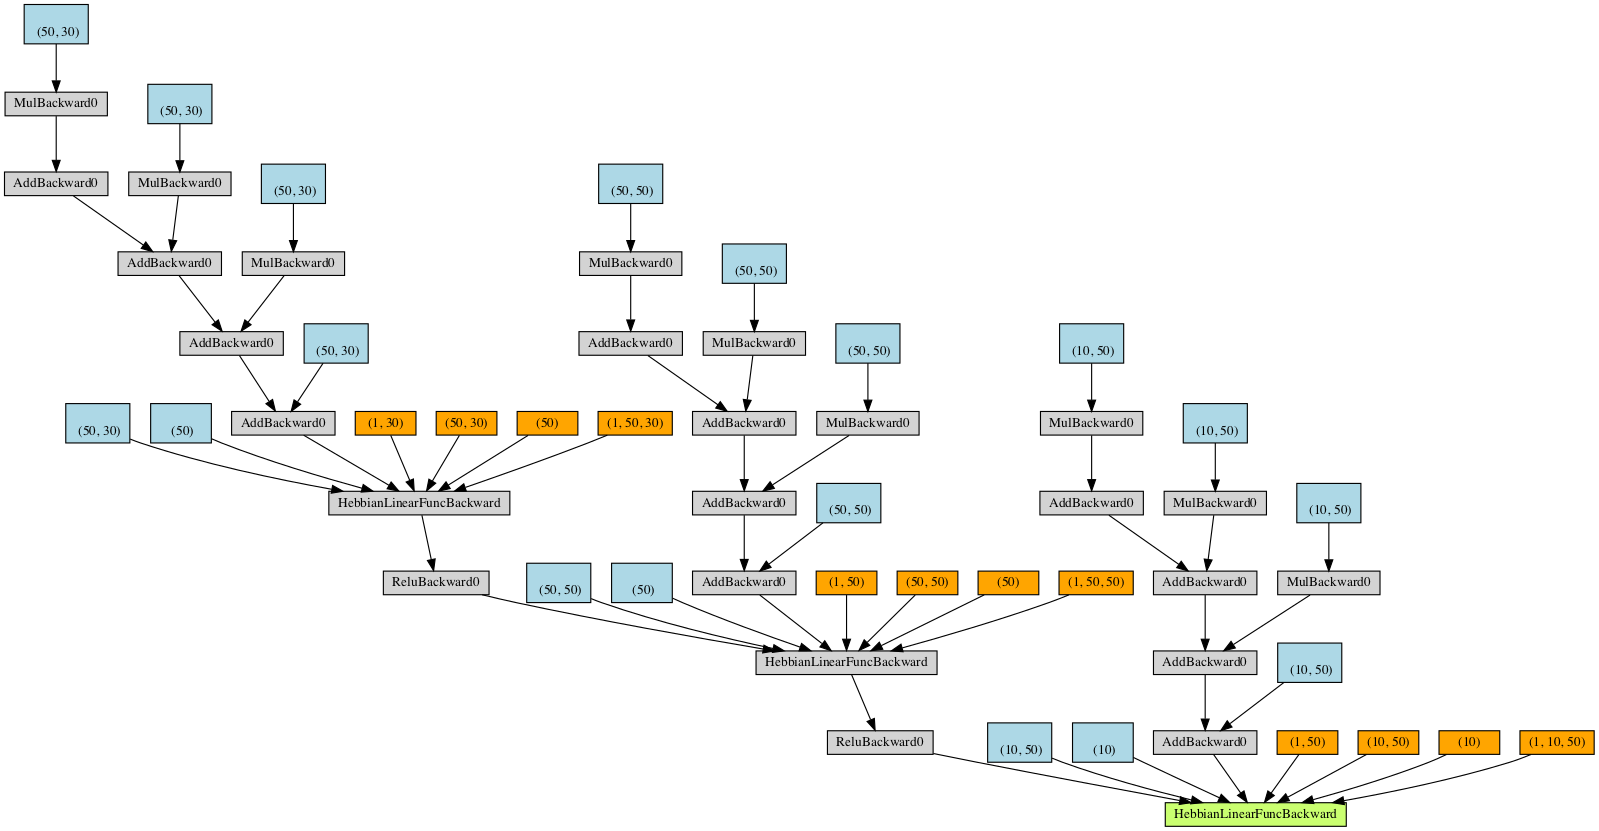 (50, 30)
MulBackward0
(50, 30)
AddBackward0
MulBackward0
(50, 30)
(50, 50)
AddBackward0
MulBackward0
MulBackward0
(50, 50)
AddBackward0
(50, 30)
AddBackward0
MulBackward0
(50, 50)
(10, 50)
(50, 30)
(50)
AddBackward0
(1, 30)
(50, 30)
(50)
(1, 50, 30)
AddBackward0
MulBackward0
MulBackward0
(10, 50)
HebbianLinearFuncBackward
AddBackward0
(50, 50)
AddBackward0
MulBackward0
(10, 50)
ReluBackward0
(50, 50)
(50)
AddBackward0
(1, 50)
(50, 50)
(50)
(1, 50, 50)
AddBackward0
MulBackward0
HebbianLinearFuncBackward
AddBackward0
(10, 50)
ReluBackward0
(10, 50)
(10)
AddBackward0
(1, 50)
(10, 50)
(10)
(1, 10, 50)
HebbianLinearFuncBackward